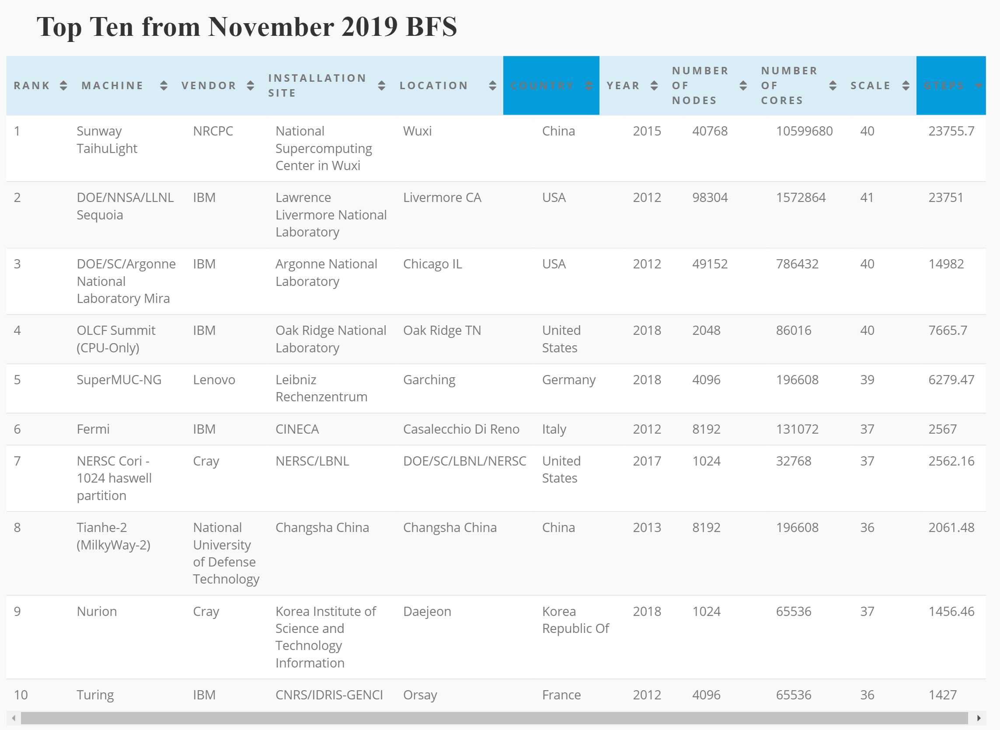 Top Ten from November 2019 BFS
RANK MACHINE VENDOR INSTALLATION SITE LOCATION COUNTRY YEAR NUMBER OF NODES NUMBER OF CORES SCALE GTEPS
1 Sunway TaihuLight NRCPC National Supercomputing Center in Wuxi Wuxi China 2015 40768 10599680 40 23755.7
2 DOE/NNSA/LLNL Sequoia IBM Lawrence Livermore National Laboratory Livermore CA USA 2012 98304 1572864 41 23751
3 DOE/SC/Argonne National Laboratory Mira IBM Argonne National Laboratory Chicago IL USA 2012 49152 786432 40 14982
4 OLCF Summit (CPU-Only) IBM Oak Ridge National Laboratory Oak Ridge TN United States 2018 2048 86016 40 7665.7
5 SuperMUC-NG Lenovo Leibniz Rechenzentrum Garching Germany 2018 4096 196608 39 6279.47
6 Fermi IBM CINECA Casalecchio Di Reno Italy 2012 8192 131072 37 2567
7 NERSC Cori - 1024 haswell partition Cray NERSC/LBNL DOE/SC/LBNL/NERSC United States 2017 1024 32768 37 2562.16
8 Tianhe-2 (MilkyWay-2) National University of Defense Technology Changsha China Changsha China China 2013 8192 196608 36 2061.48
9 Nurion Cray Korea Institute of Science and Technology Information Daejeon Korea Republic Of 2018 1024 65536 37 1456.46
10 Turing IBM CNRS/IDRIS-GENCI Orsay France 2012 4096 65536 36 1427